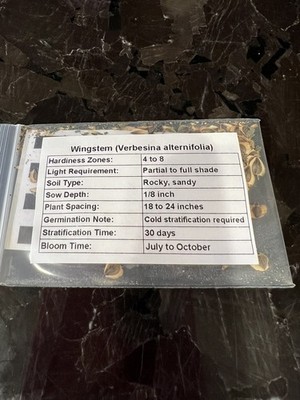 Wingstem (Verbesina alternifolia)
Hardiness Zones: 4 to 8
Light Requirement: Partial to full shade
Soil Type: Rocky, sandy
Sow Depth: 1/8 inch
Plant Spacing: 18 to 24 inches
Germination Note: Cold stratification required
Stratification Time: 30 days
Bloom Time: July to October